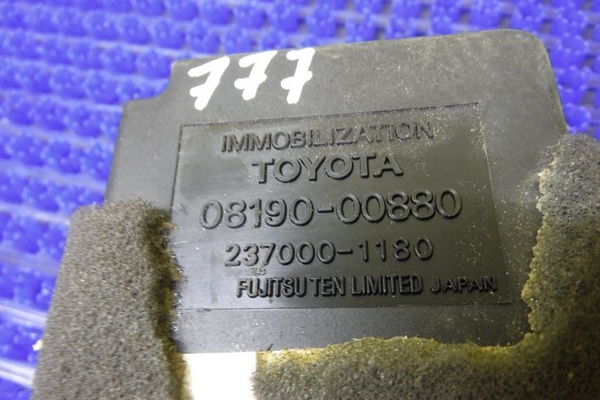 777
IMMOBILIZATION
TOYOTA
08190-00880
237000-1180
FUJITSU TEN LIMITED JAPAN